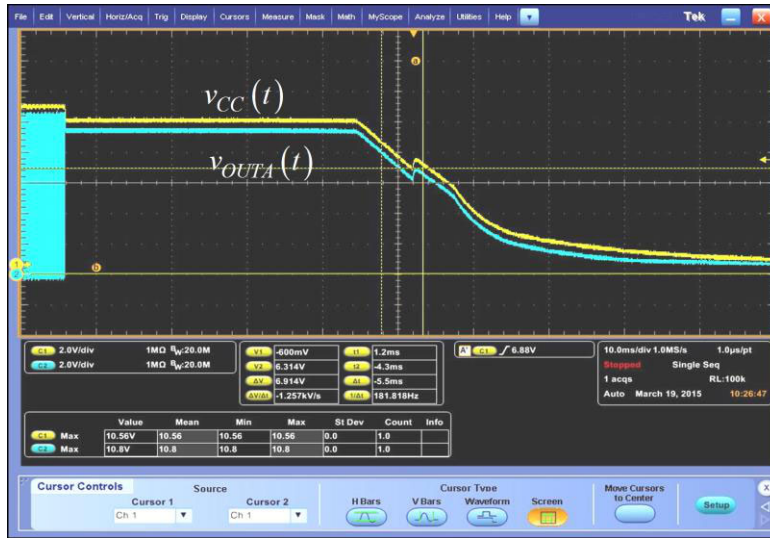 File Edit Vertical Horiz/Acq Trig Display Cursors Measure Mask Math MyScope Analyze Utilities Help Tek X
a
v_CC(t)
v_OUTA(t)
1
2
b
C1 2.0V/div 1MΩ B_W:20.0M
C2 2.0V/div 1MΩ B_W:20.0M
V1 -600mV t1 1.2ms
V2 6.314V t2 -4.3ms
ΔV 6.914V Δt -5.5ms
ΔV/Δt -1.257kV/s 1/Δt 181.818Hz
A' C1 6.88V
10.0ms/div 1.0MS/s 1.0μs/pt
Stopped Single Seq
1 acqs RL:100k
Auto March 19, 2015 10:26:47
Value Mean Min Max St Dev Count Info
C1 Max 10.56V 10.56 10.56 10.56 0.0 1.0
C2 Max 10.8V 10.8 10.8 10.8 0.0 1.0
Cursor Controls Source Cursor Type Move Cursors to Center X
Cursor 1 Cursor 2 H Bars V Bars Waveform Screen Setup
Ch 1 Ch 1